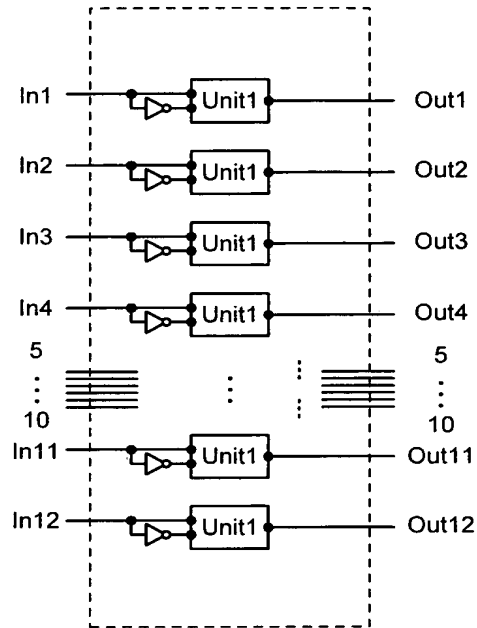 In1 Unit1 Out1
In2 Unit1 Out2
In3 Unit1 Out3
In4 Unit1 Out4
5 5
10 10
In11 Unit1 Out11
In12 Unit1 Out12